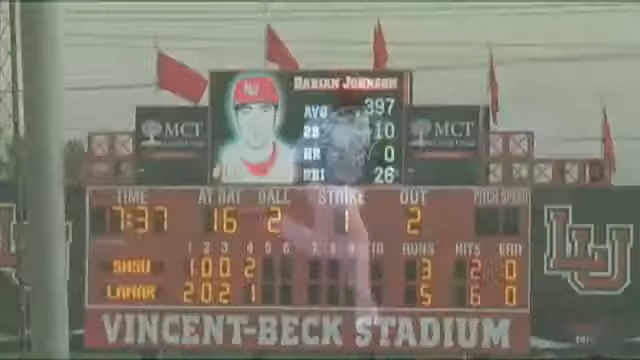 DABIAN JOHNSON
AVG 397
2B 10
HR 0
RBI 26
MCT
MCT
TIME AT BAT BALL STRIKE OUT PITCH SPEED
7:37 16 2 1 2
1 2 3 4 5 6 7 8 9 10 RUNS HITS ERR
SHSU 1 0 0 2 3 2 0
LAMAR 2 0 2 1 5 6 0
LU
VINCENT-BECK STADIUM